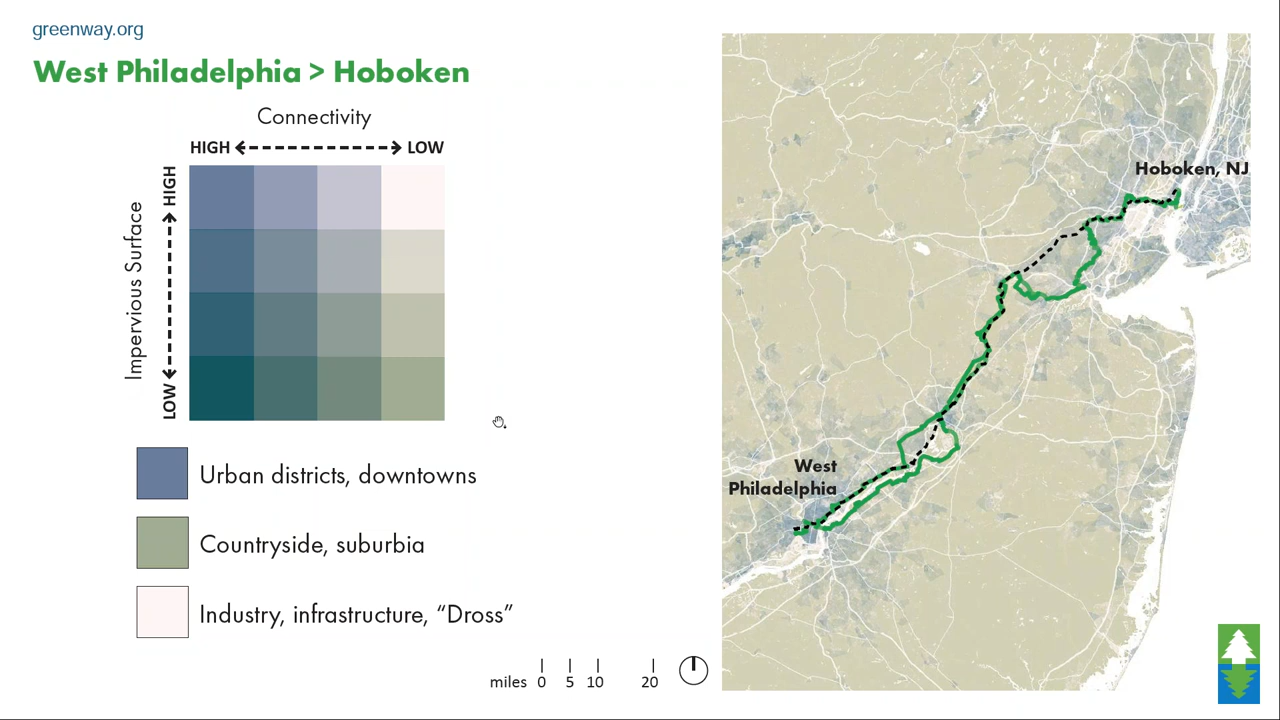 greenway.org
West Philadelphia > Hoboken
Connectivity
HIGH LOW
Impervious Surface
HIGH
LOW
Urban districts, downtowns
Countryside, suburbia
Industry, infrastructure, “Dross”
miles 0 5 10 20
Hoboken, NJ
West
Philadelphia